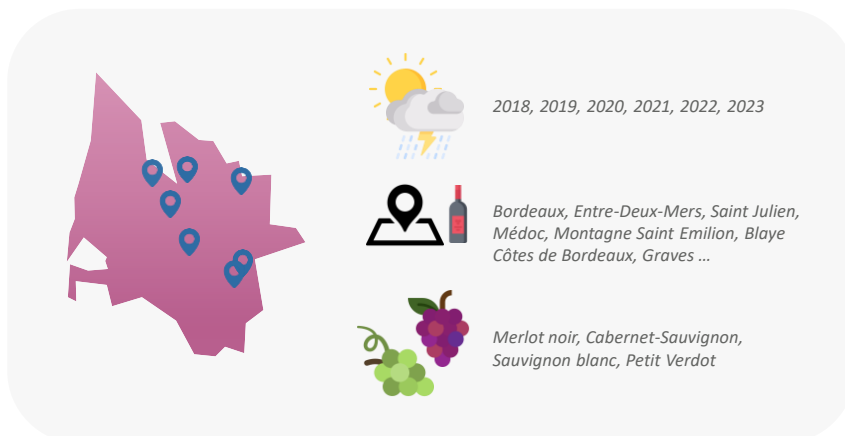 2018, 2019, 2020, 2021, 2022, 2023
Bordeaux, Entre-Deux-Mers, Saint Julien,
Médoc, Montagne Saint Emilion, Blaye
Côtes de Bordeaux, Graves ...
Merlot noir, Cabernet-Sauvignon,
Sauvignon blanc, Petit Verdot